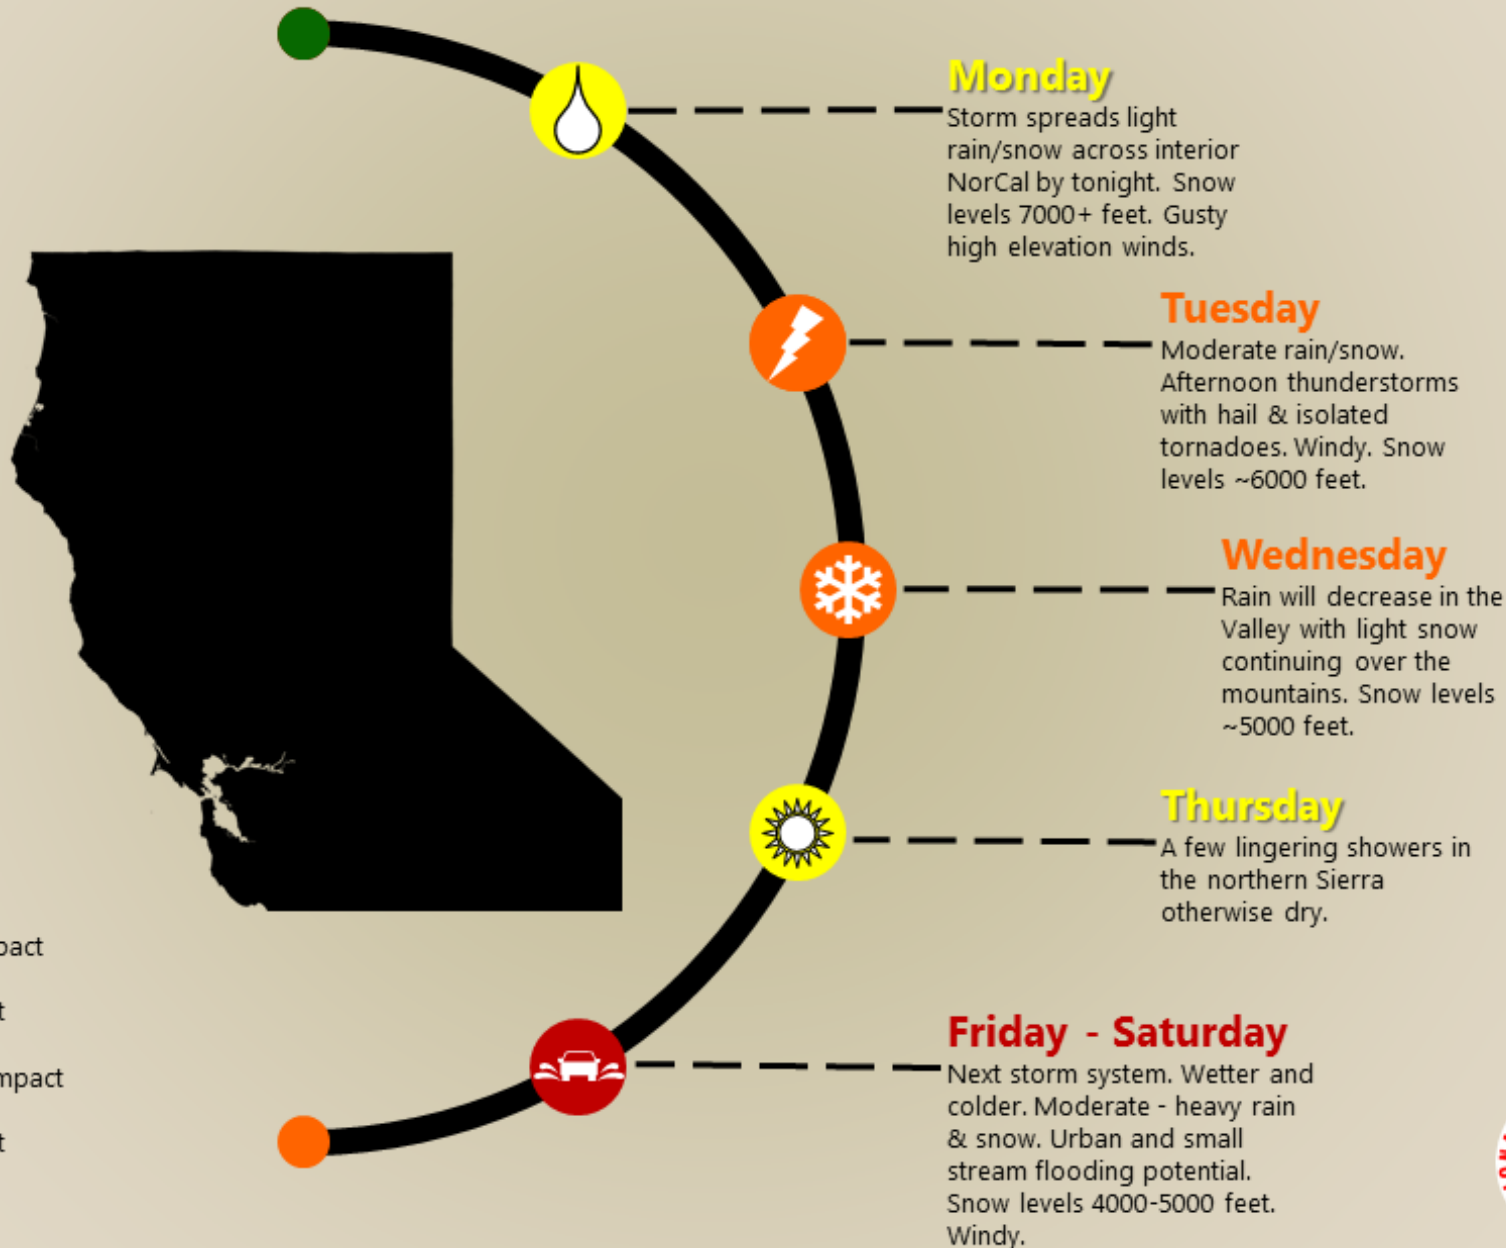 Monday
Storm spreads light
rain/snow across interior
NorCal by tonight. Snow
levels 7000+ feet. Gusty
high elevation winds.
Tuesday
Moderate rain/snow.
Afternoon thunderstorms
with hail & isolated
tornadoes. Windy. Snow
levels ~6000 feet.
Wednesday
Rain will decrease in the
Valley with light snow
continuing over the
mountains. Snow levels
~5000 feet.
Thursday
A few lingering showers in
the northern Sierra
otherwise dry.
Friday - Saturday
Next storm system. Wetter and
colder. Moderate - heavy rain
& snow. Urban and small
stream flooding potential.
Snow levels 4000-5000 feet.
Windy.